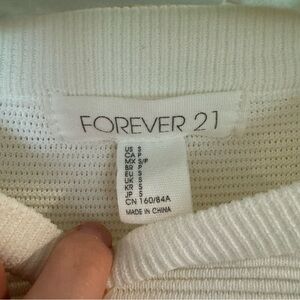 FOREVER 21
US S
CA P
MX S/P
BR P
EU S
UK S
KR S
JP S
CN 160/84A
MADE IN CHINA